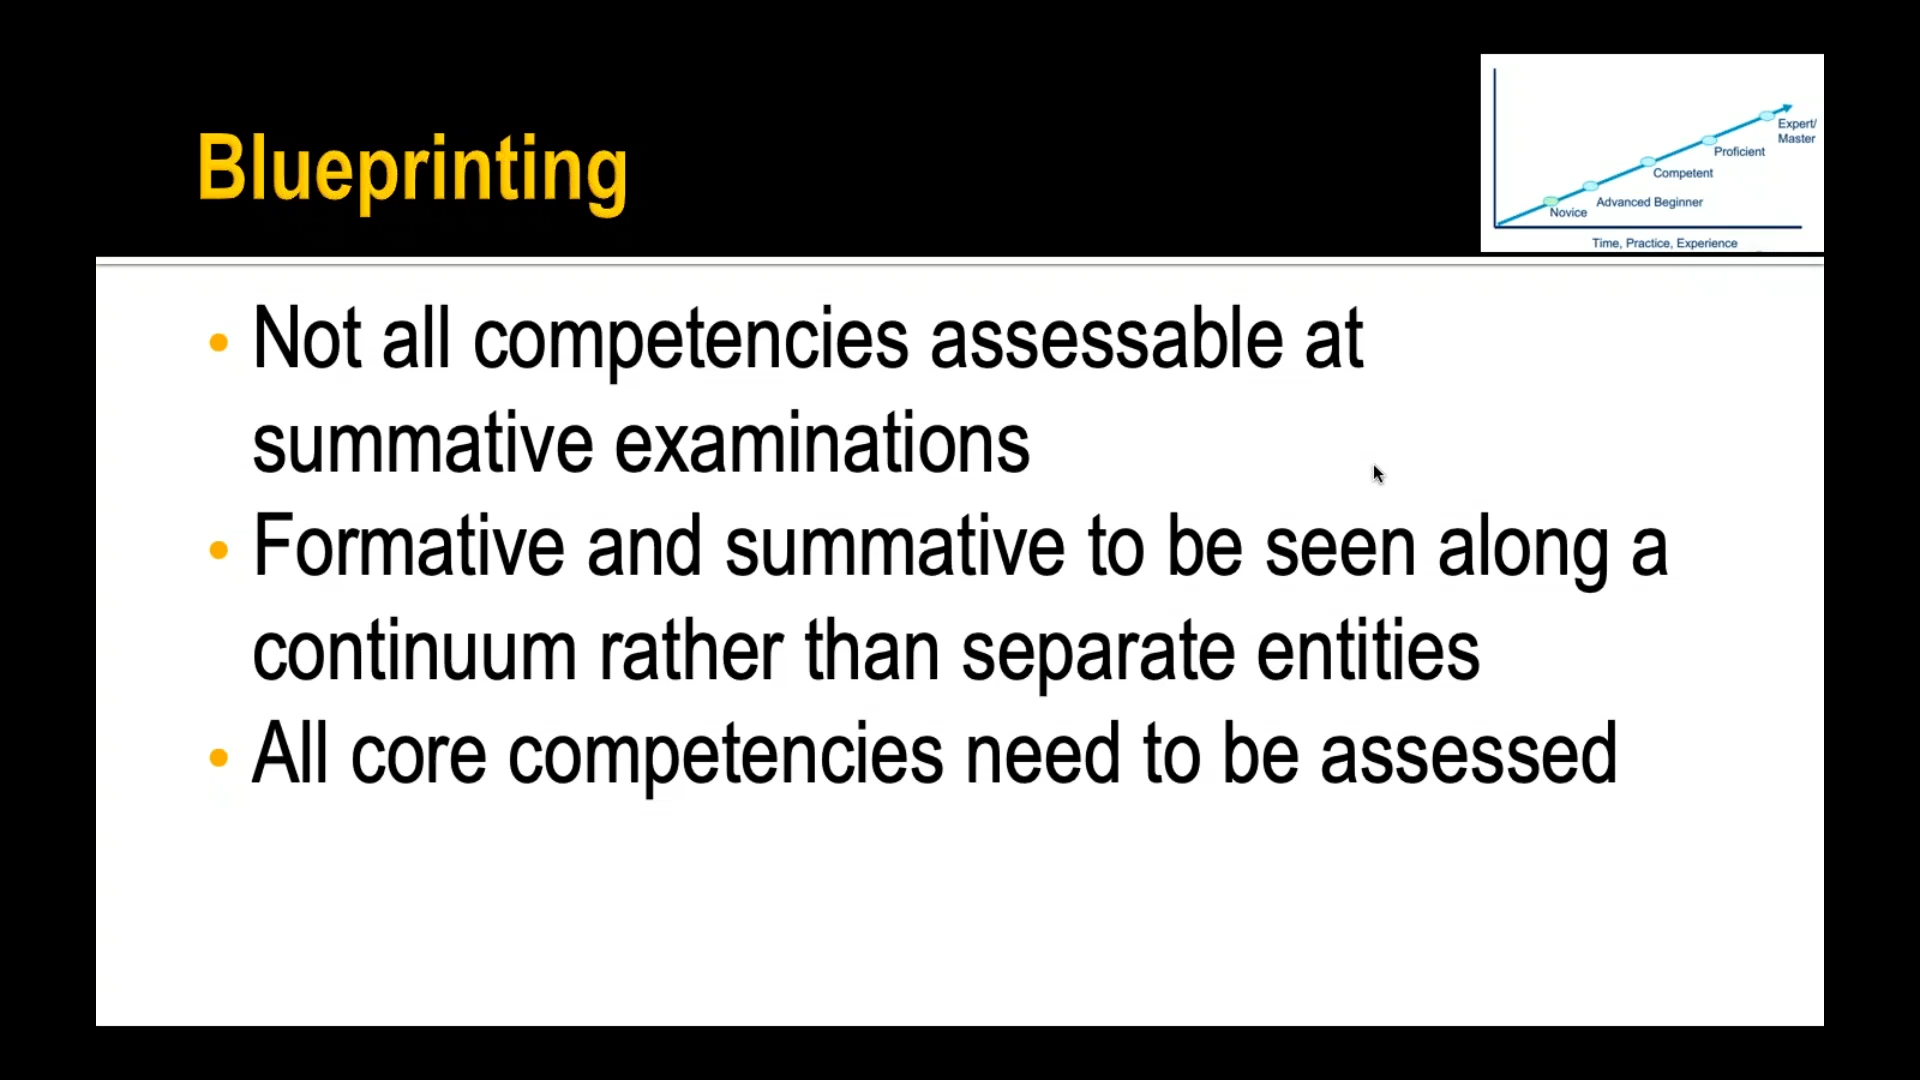 Blueprinting
Expert/
Master
Proficient
Competent
Advanced Beginner
Novice
Time, Practice, Experience
• Not all competencies assessable at
summative examinations
• Formative and summative to be seen along a
continuum rather than separate entities
• All core competencies need to be assessed